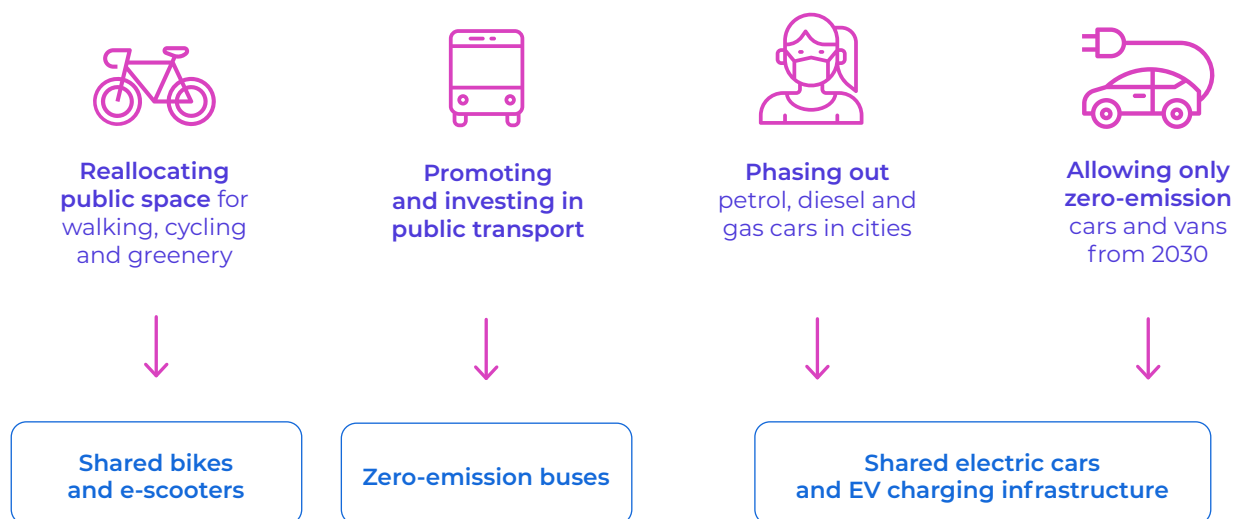 Reallocating
public space for
walking, cycling
and greenery
Promoting
and investing in
public transport
Phasing out
petrol, diesel and
gas cars in cities
Allowing only
zero-emission
cars and vans
from 2030
Shared bikes
and e-scooters
Zero-emission buses
Shared electric cars
and EV charging infrastructure